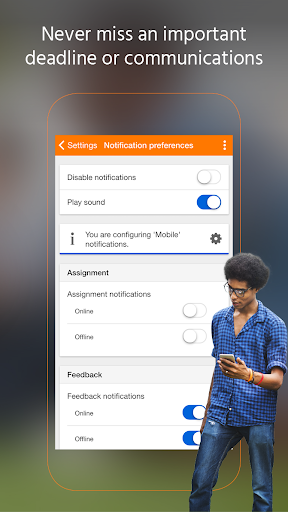 Never miss an important
deadline or communications
Settings Notification preferences
Disable notifications
Play sound
You are configuring 'Mobile'
notifications.
Assignment
Assignment notifications
Online
Offline
Feedback
Feedback notifications
Online
Offline